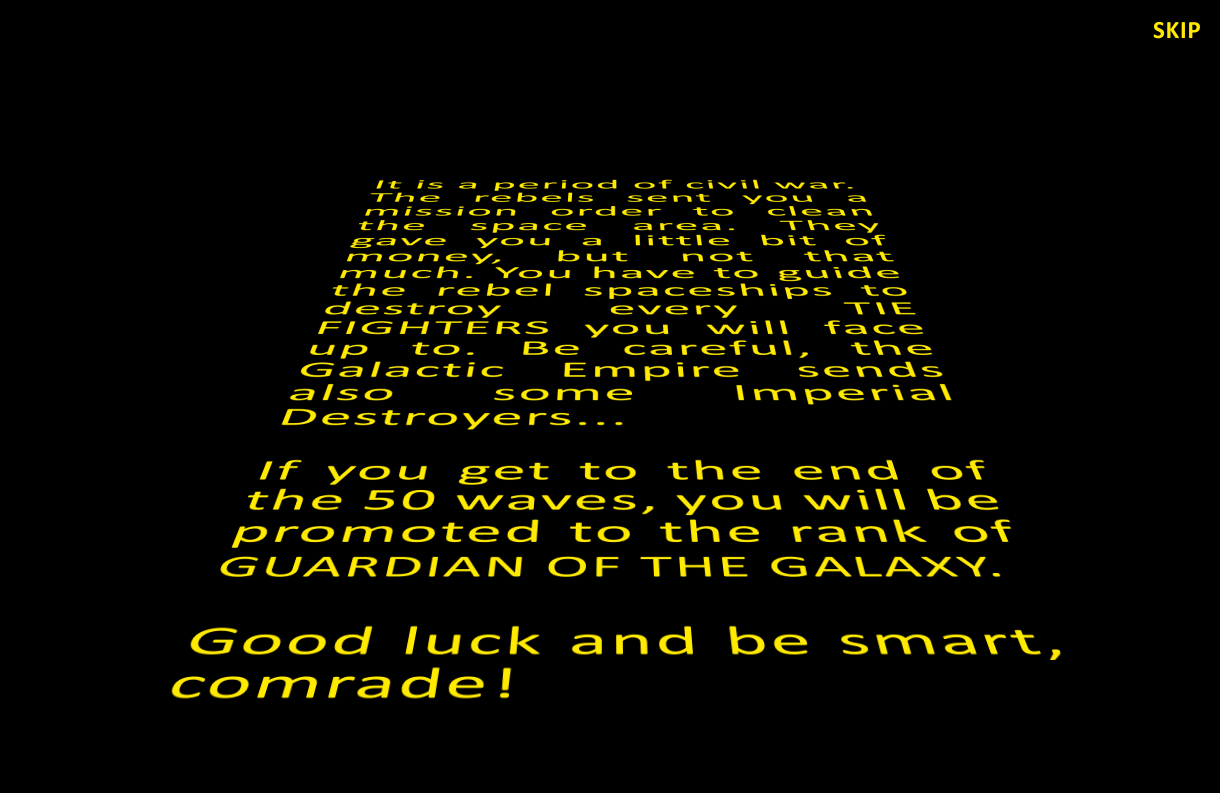 SKIP
It is a period of civil war.
The rebels sent you a
mission order to clean
the space area. They
gave you a little bit of
money, but not that
much. You have to guide
the rebel spaceships to
destroy every TIE
FIGHTERS you will face
up to. Be careful, the
Galactic Empire sends
also some Imperial
Destroyers...
If you get to the end of
the 50 waves, you will be
promoted to the rank of
GUARDIAN OF THE GALAXY.
Good luck and be smart,
comrade!